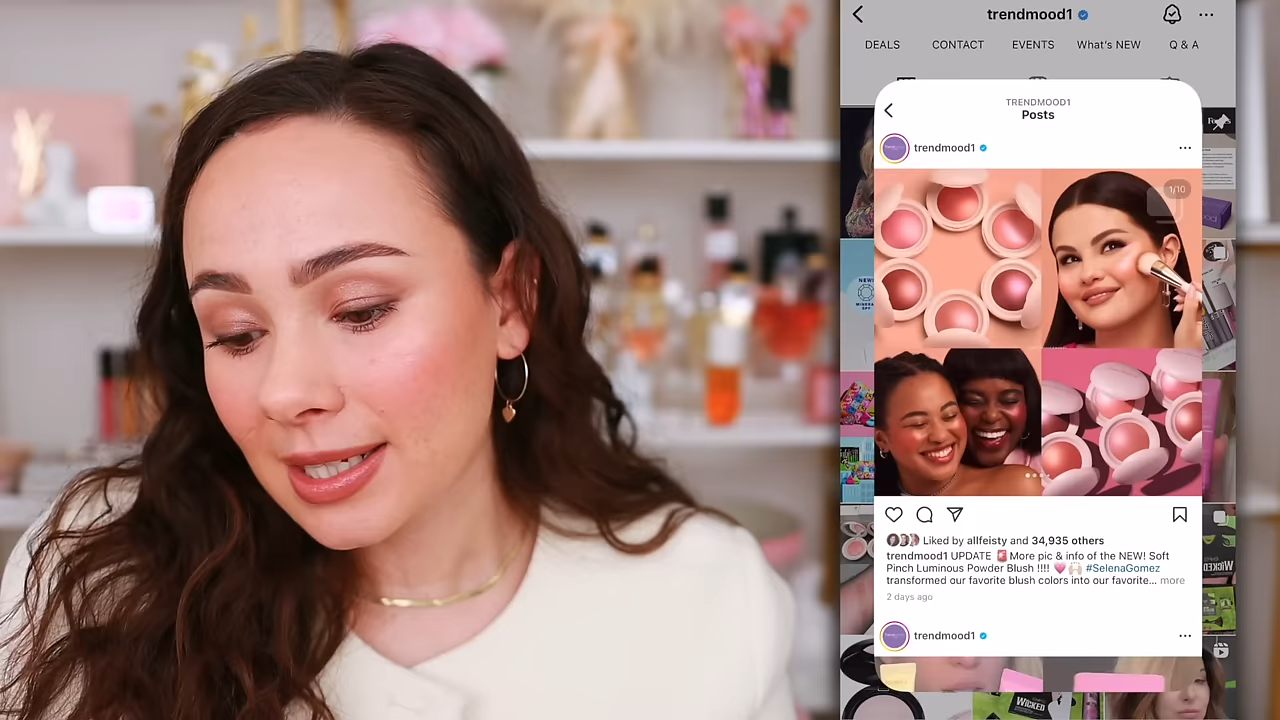 trendmood1
DEALS CONTACT EVENTS What's NEW Q & A
TRENDMOOD1
Posts
trendmood1
1/10
Liked by allfeisty and 34,935 others
trendmood1 UPDATE 🚨More pic & info of the NEW! Soft
Pinch Luminous Powder Blush !!!! 💗🙌🏻 #SelenaGomez
transformed our favorite blush colors into our favorite... more
2 days ago
trendmood1
WICKED
WICKED